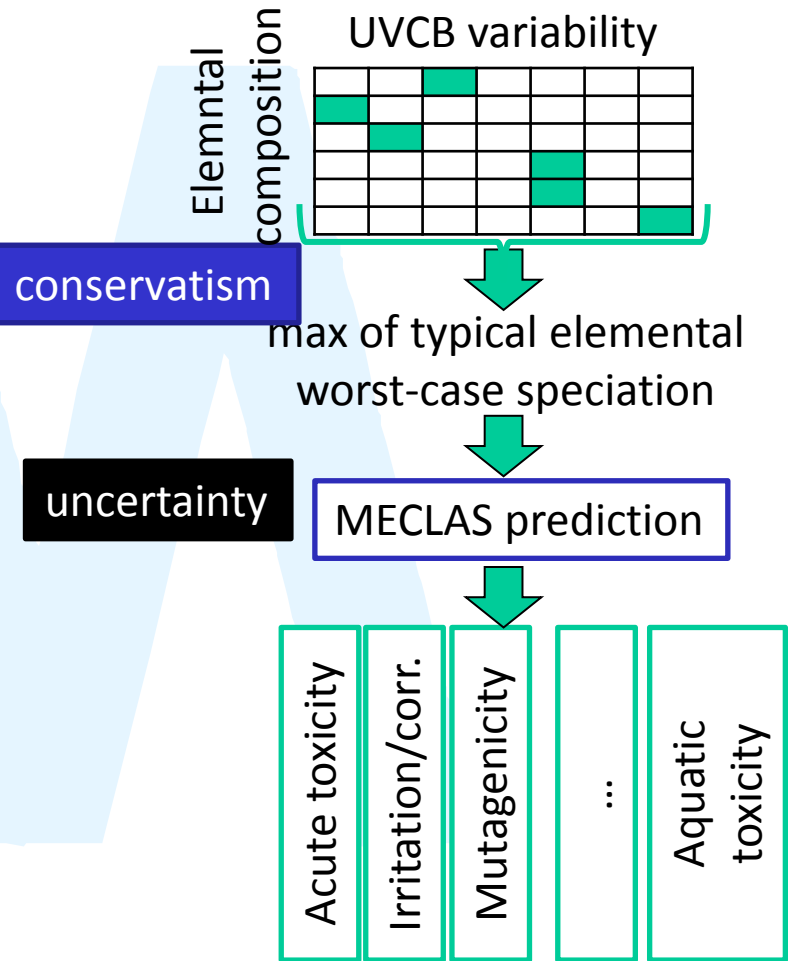 UVCB variability
Elemntal
composition
conservatism
max of typical elemental
worst-case speciation
uncertainty
MECLAS prediction
Acute toxicity
Irritation/corr.
Mutagenicity
...
Aquatic
toxicity